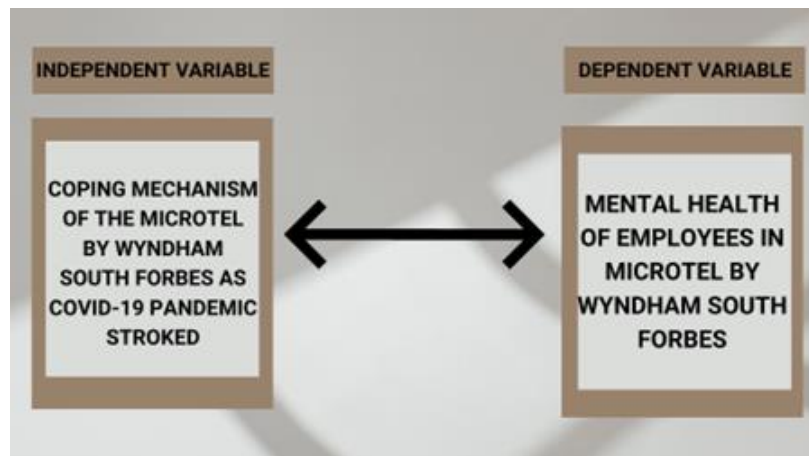 INDEPENDENT VARIABLE
COPING MECHANISM
OF THE MICROTEL
BY WYNDHAM
SOUTH FORBES AS
COVID-19 PANDEMIC
STROKED
DEPENDENT VARIABLE
MENTAL HEALTH
OF EMPLOYEES IN
MICROTEL BY
WYNDHAM SOUTH
FORBES